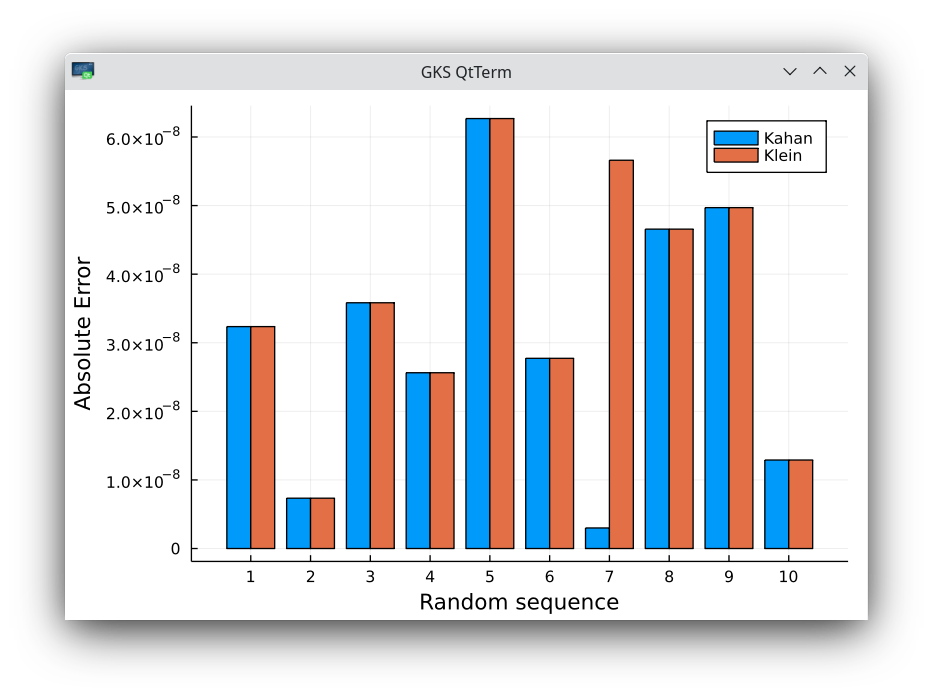 GKS QtTerm
Kahan
Klein
6.0×10⁻⁸
5.0×10⁻⁸
4.0×10⁻⁸
3.0×10⁻⁸
2.0×10⁻⁸
1.0×10⁻⁸
0
Absolute Error
1 2 3 4 5 6 7 8 9 10
Random sequence